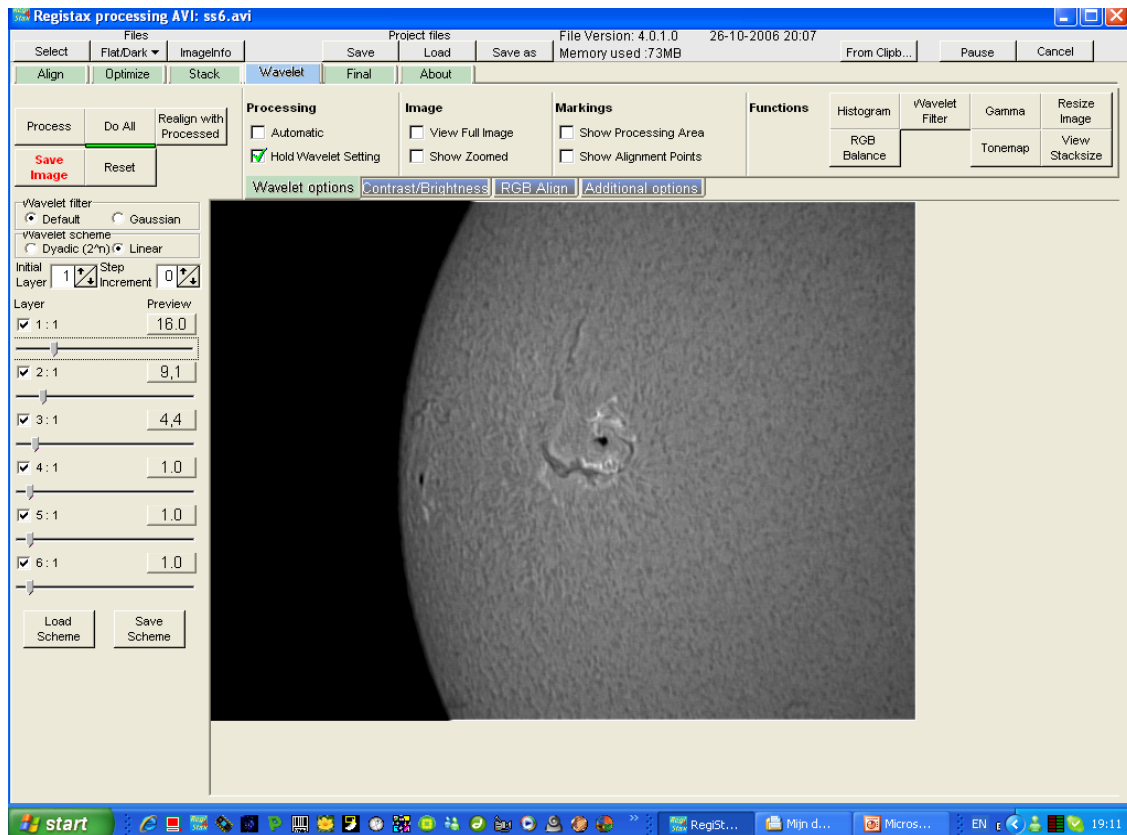 Registax processing AVI: ss6.avi
Files Project files File Version: 4.0.1.0 26-10-2006 20:07
Select Flat/Dark ImageInfo Save Load Save as Memory used :73MB From Clipb... Pause Cancel
Align Optimize Stack Wavelet Final About
Processing Image Markings Functions
Process Do All Realign with Processed
Automatic View Full Image Show Processing Area
Hold Wavelet Setting Show Zoomed Show Alignment Points
Histogram Wavelet Filter Gamma Resize Image
RGB Balance Tonemap View Stacksize
Save Image Reset
Wavelet options Contrast/Brightness RGB Align Additional options
Wavelet filter
Default Gaussian
Wavelet scheme
Dyadic (2^n) Linear
Initial Layer 1 Step Increment 0
Layer Preview
1 : 1 16.0
2 : 1 9,1
3 : 1 4,4
4 : 1 1.0
5 : 1 1.0
6 : 1 1.0
Load Scheme Save Scheme
start RegiSt... Mijn d... Micros... EN 19:11